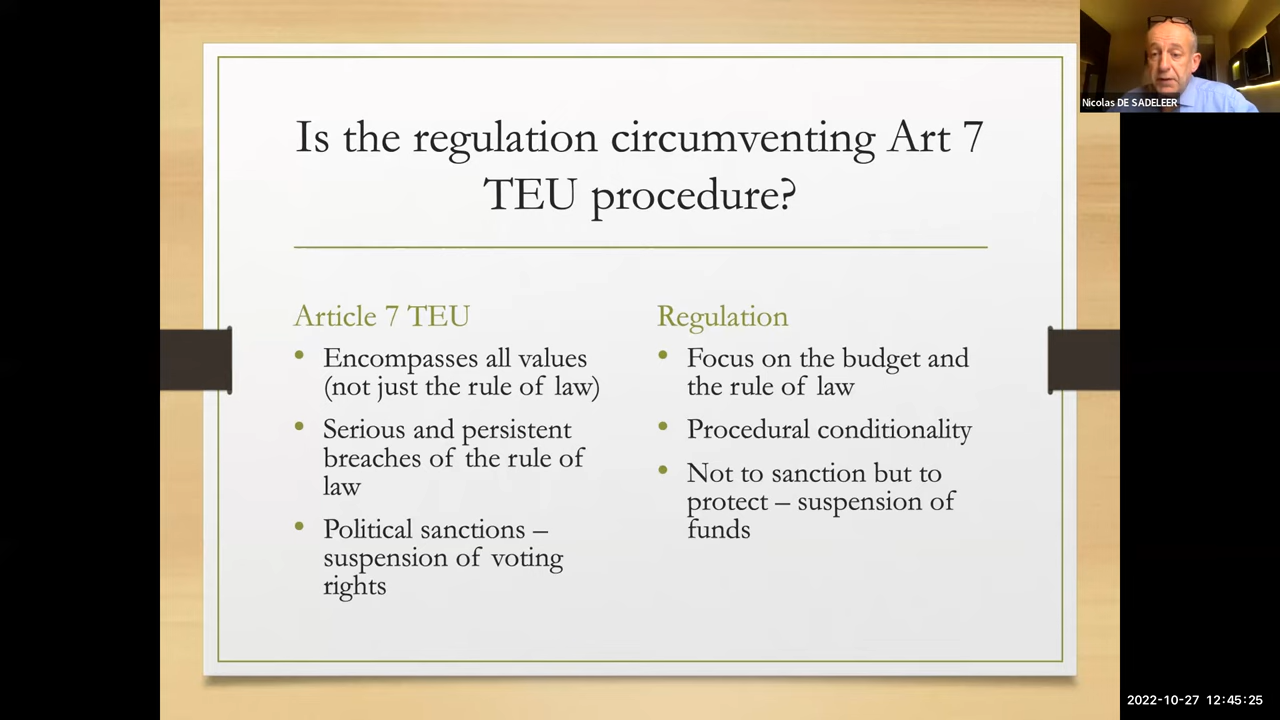 Nicolas DE SADELEER
Is the regulation circumventing Art 7
TEU procedure?
Article 7 TEU
• Encompasses all values
(not just the rule of law)
• Serious and persistent
breaches of the rule of
law
• Political sanctions –
suspension of voting
rights
Regulation
• Focus on the budget and
the rule of law
• Procedural conditionality
• Not to sanction but to
protect – suspension of
funds
2022-10-27 12:45:25